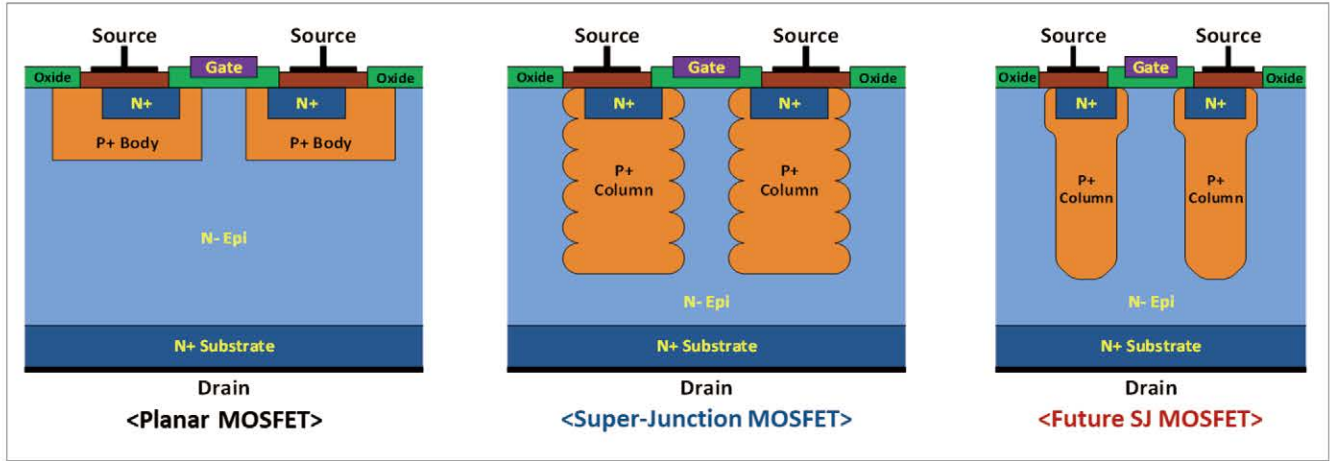 Source Source
Oxide Gate Oxide
N+ N+
P+ Body P+ Body
N- Epi
N+ Substrate
Drain
<Planar MOSFET>
Source Source
Oxide Gate Oxide
N+ N+
P+ P+
Column Column
N- Epi
N+ Substrate
Drain
<Super-Junction MOSFET>
Source Source
Oxide Gate Oxide
N+ N+
P+ P+
Column Column
N- Epi
N+ Substrate
Drain
<Future SJ MOSFET>